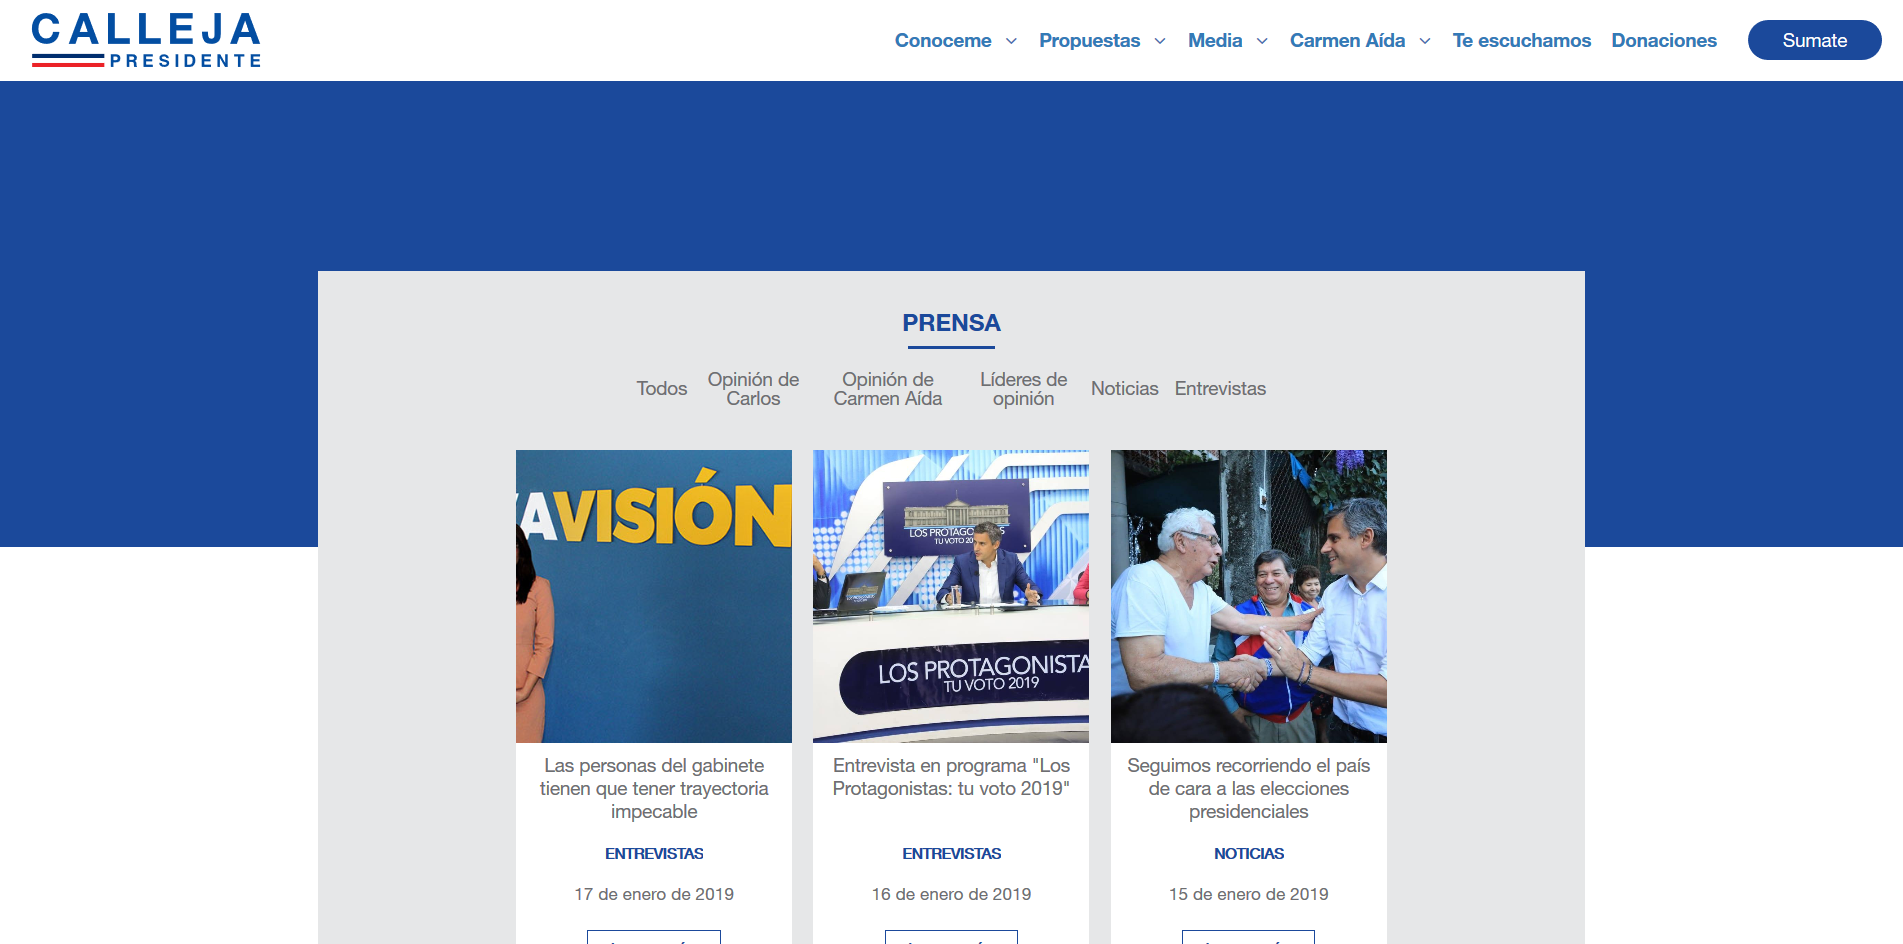 CALLEJA
PRESIDENTE
Conoceme
Propuestas
Media
Carmen Aída
Te escuchamos
Donaciones
Sumate
PRENSA
Todos
Opinión de
Carlos
Opinión de
Carmen Aída
Líderes de
opinión
Noticias
Entrevistas
AVISIÓN
LOS PROTAGONISTA
TU VOTO 2019
Las personas del gabinete
tienen que tener trayectoria
impecable
ENTREVISTAS
17 de enero de 2019
Entrevista en programa "Los
Protagonistas: tu voto 2019"
ENTREVISTAS
16 de enero de 2019
Seguimos recorriendo el país
de cara a las elecciones
presidenciales
NOTICIAS
15 de enero de 2019